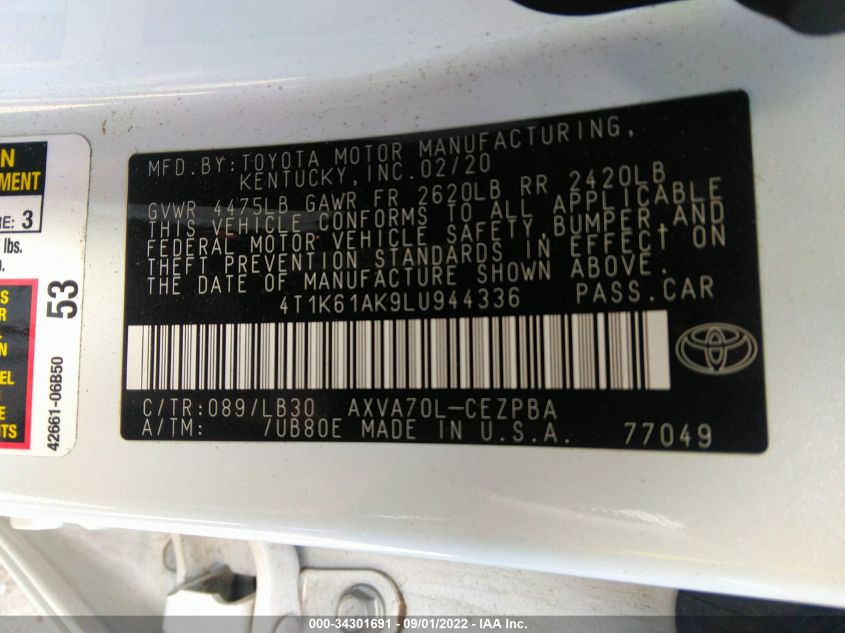 MFD.BY:TOYOTA MOTOR MANUFACTURING,
KENTUCKY, INC.02/20
GVWR 4475LB GAWR FR 2620LB RR 2420LB
THIS VEHICLE CONFORMS TO ALL APPLICABLE
FEDERAL MOTOR VEHICLE SAFETY,BUMPER,AND
THEFT PREVENTION STANDARDS IN EFFECT ON
THE DATE OF MANUFACTURE SHOWN ABOVE.
4T1K61AK9LU944336 PASS.CAR
C/TR:089/LB30 AXVA70L-CEZPBA
A/TM: /UB80E MADE IN U.S.A. 77049
3
lbs.
53
42661-06B50
000-34301691 - 09/01/2022 - IAA Inc.